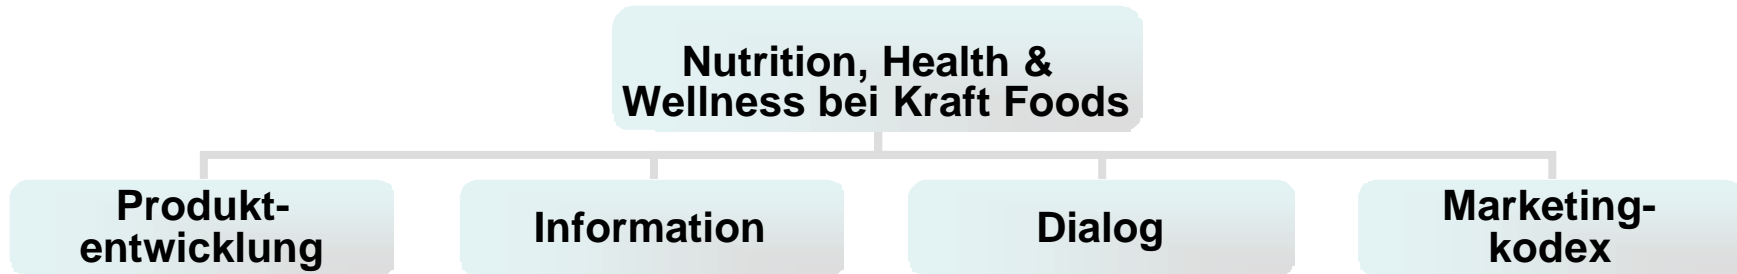 Nutrition, Health &
Wellness bei Kraft Foods
Produkt-
entwicklung
Information
Dialog
Marketing-
kodex